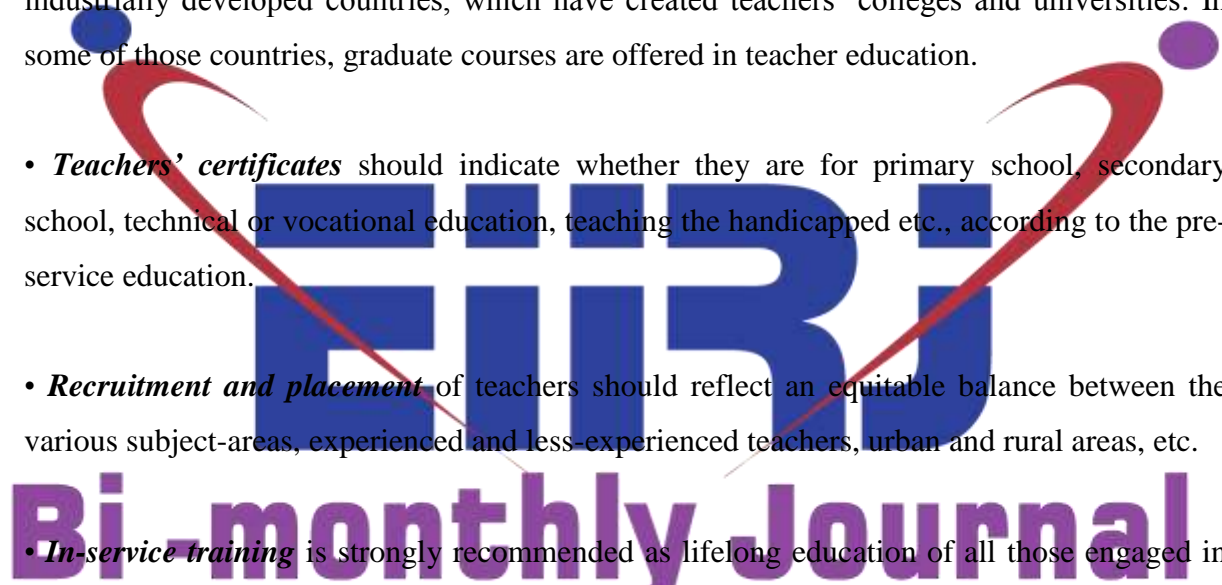 industrially developed countries, which have created teachers' colleges and universities. In
some of those countries, graduate courses are offered in teacher education.
• Teachers' certificates should indicate whether they are for primary school, secondary
school, technical or vocational education, teaching the handicapped etc., according to the pre-
service education.
• Recruitment and placement of teachers should reflect an equitable balance between the
various subject-areas, experienced and less-experienced teachers, urban and rural areas, etc.
• In-service training is strongly recommended as lifelong education of all those engaged in
EIIRJ
Bi-monthly Journal